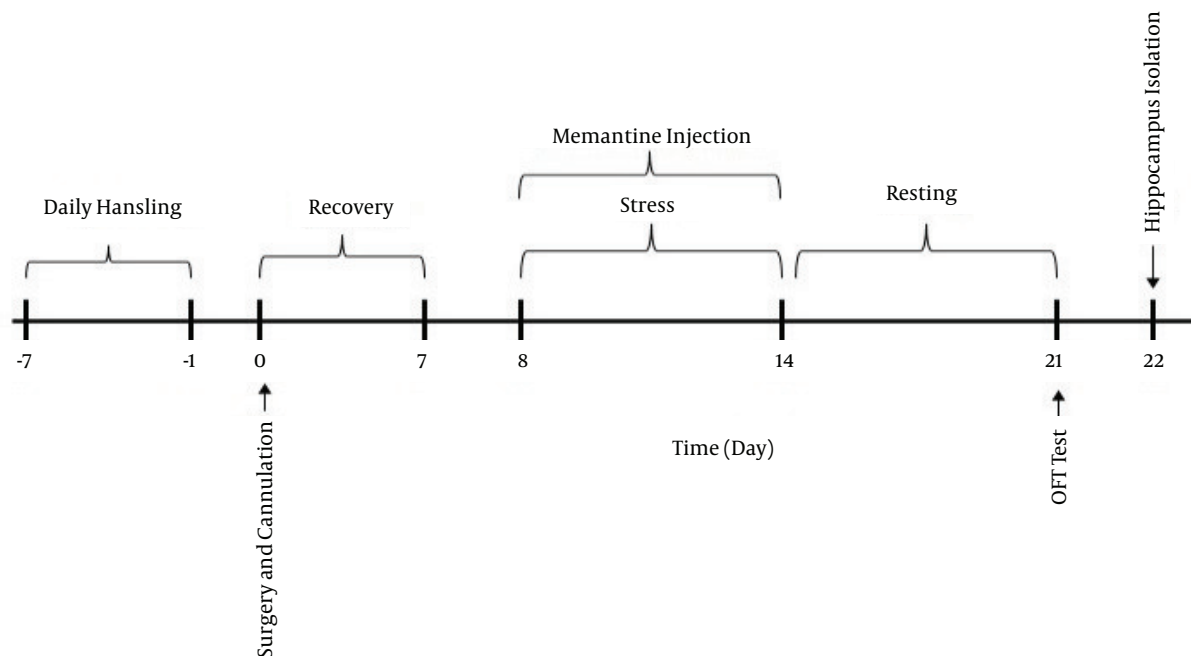 Hippocampus Isolation
Memantine Injection
Daily Hansling
Recovery
Stress
Resting
-7
-1
0
7
8
14
21
22
Surgery and Cannulation
Time (Day)
OFT Test